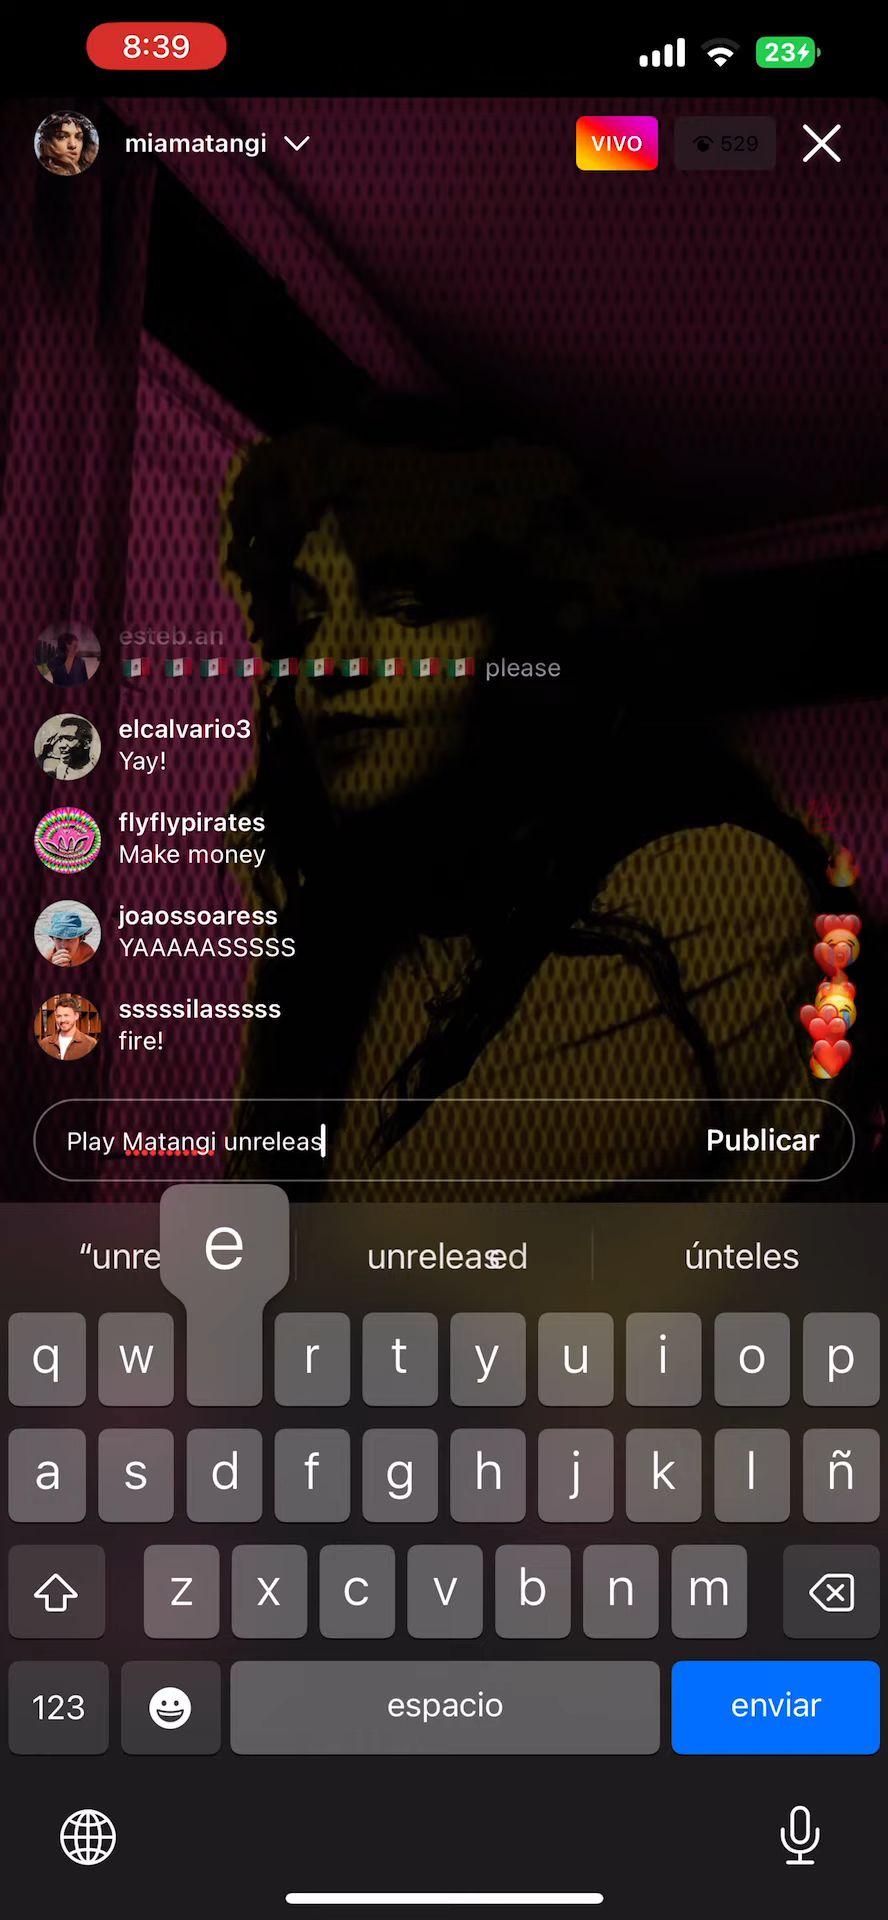 8:39
23
miamatangi
VIVO
529
esteb.an
🇲🇽 🇲🇽 🇲🇽 🇲🇽 🇲🇽 🇲🇽 🇲🇽 🇲🇽 🇲🇽 🇲🇽 please
elcalvario3
Yay!
flyflypirates
Make money
joaossoaress
YAAAAASSSSS
sssssilasssss
fire!
Play Matangi unreleas
Publicar
“unre
e
unreleased
únteles
q w r t y u i o p
a s d f g h j k l ñ
z x c v b n m
123
espacio
enviar